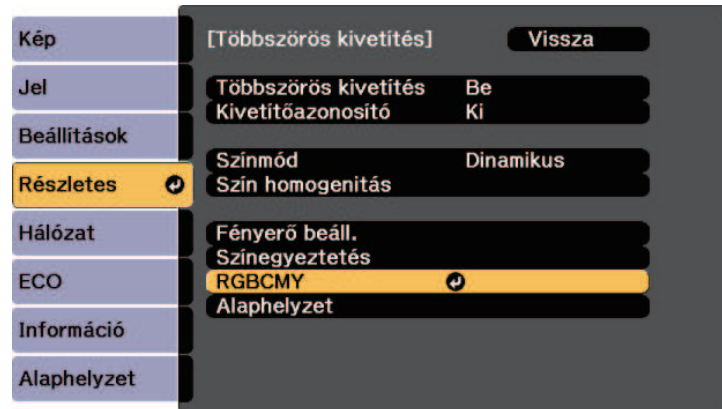 Kép
Jel
Beállítások
Részletes
Hálózat
ECO
Információ
Alaphelyzet
[Többszörös kivetítés] Vissza
Többszörös kivetítés Be
Kivetítőazonosító Ki
Színmód Dinamikus
Szín homogenitás
Fényerő beáll.
Színegyeztetés
RGBCMY
Alaphelyzet